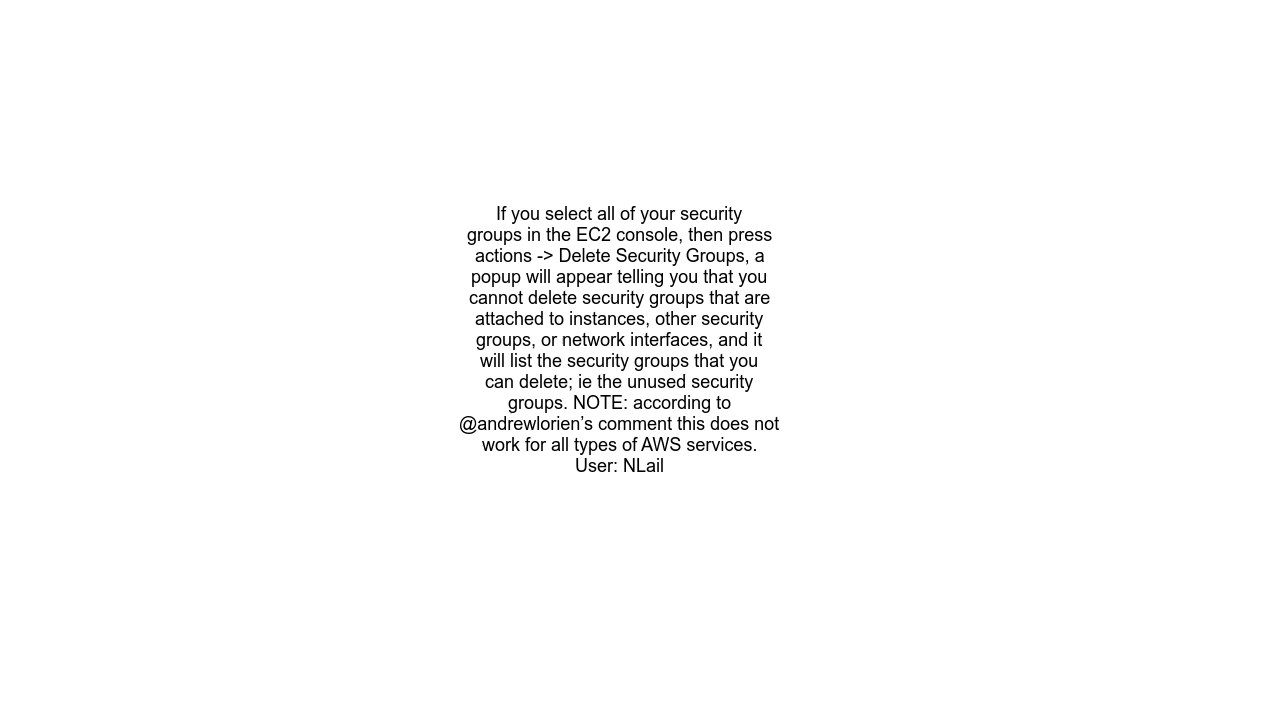 If you select all of your security
groups in the EC2 console, then press
actions -> Delete Security Groups, a
popup will appear telling you that you
cannot delete security groups that are
attached to instances, other security
groups, or network interfaces, and it
will list the security groups that you
can delete; ie the unused security
groups. NOTE: according to
@andrewlorien’s comment this does not
work for all types of AWS services.
User: NLail